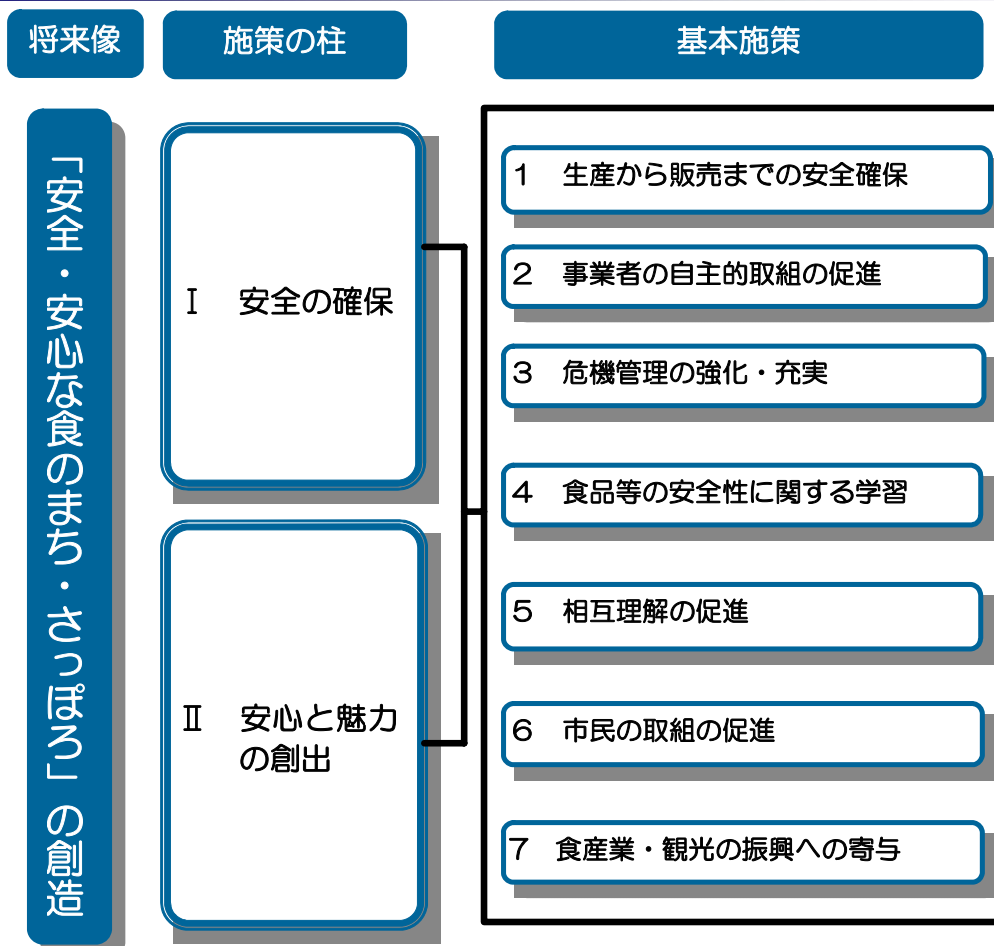 将来像
施策の柱
基本施策
「安全・安心な食のまち・さっぽろ」の創造
Ⅰ 安全の確保
Ⅱ 安心と魅力
の創出
1 生産から販売までの安全確保
2 事業者の自主的取組の促進
3 危機管理の強化・充実
4 食品等の安全性に関する学習
5 相互理解の促進
6 市民の取組の促進
7 食産業・観光の振興への寄与